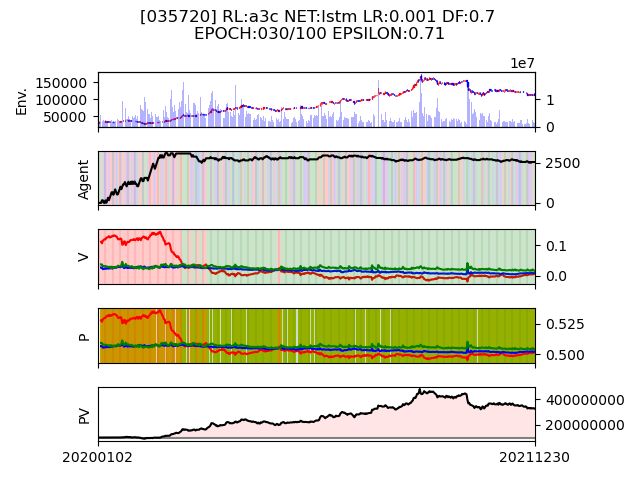 [035720] RL:a3c NET:lstm LR:0.001 DF:0.7
EPOCH:030/100 EPSILON:0.71
1e7
Env.
150000
100000
50000
1
0
Agent
2500
0
V
0.1
0.0
P
0.525
0.500
PV
400000000
200000000
20200102
20211230